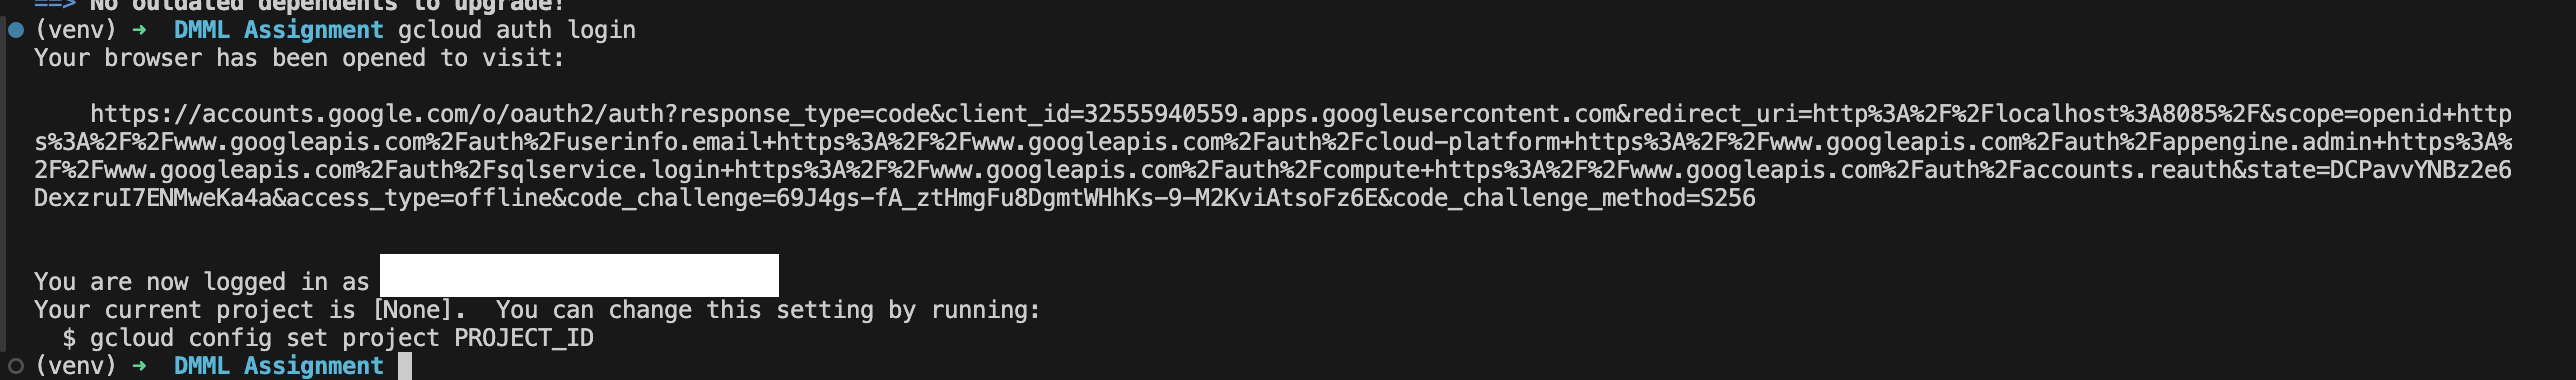 ==> No outdated dependents to upgrade!
(venv) ➜ DMML Assignment gcloud auth login
Your browser has been opened to visit:
https://accounts.google.com/o/oauth2/auth?response_type=code&client_id=32555940559.apps.googleusercontent.com&redirect_uri=http%3A%2F%2Flocalhost%3A8085%2F&scope=openid+http
s%3A%2F%2Fwww.googleapis.com%2Fauth%2Fuserinfo.email+https%3A%2F%2Fwww.googleapis.com%2Fauth%2Fcloud-platform+https%3A%2F%2Fwww.googleapis.com%2Fauth%2Fappengine.admin+https%3A%
2F%2Fwww.googleapis.com%2Fauth%2Fsqlservice.login+https%3A%2F%2Fwww.googleapis.com%2Fauth%2Fcompute+https%3A%2F%2Fwww.googleapis.com%2Fauth%2Faccounts.reauth&state=DCPavvYNBz2e6
DexzruI7ENMweKa4a&access_type=offline&code_challenge=69J4gs-fA_ztHmgFu8DgmtWHhKs-9-M2KviAtsoFz6E&code_challenge_method=S256
You are now logged in as
Your current project is [None].  You can change this setting by running:
$ gcloud config set project PROJECT_ID
(venv) ➜ DMML Assignment